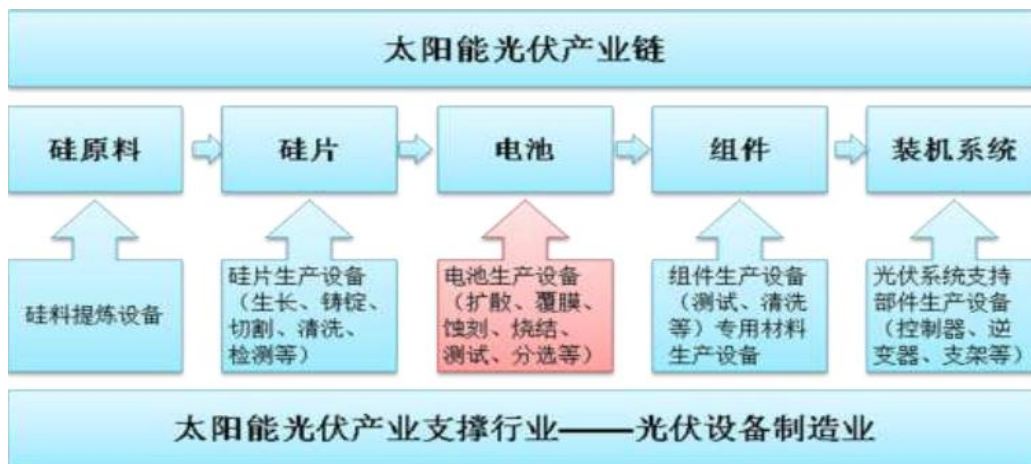 太阳能光伏产业链
硅原料
硅片
电池
组件
装机系统
硅料提炼设备
硅片生产设备
（生长、铸锭、
切割、清洗、
检测等）
电池生产设备
（扩散、覆膜、
蚀刻、烧结、
测试、分选等）
组件生产设备
（测试、清洗
等）专用材料
生产设备
光伏系统支持
部件生产设备
（控制器、逆
变器、支架等）
太阳能光伏产业支撑行业——光伏设备制造业